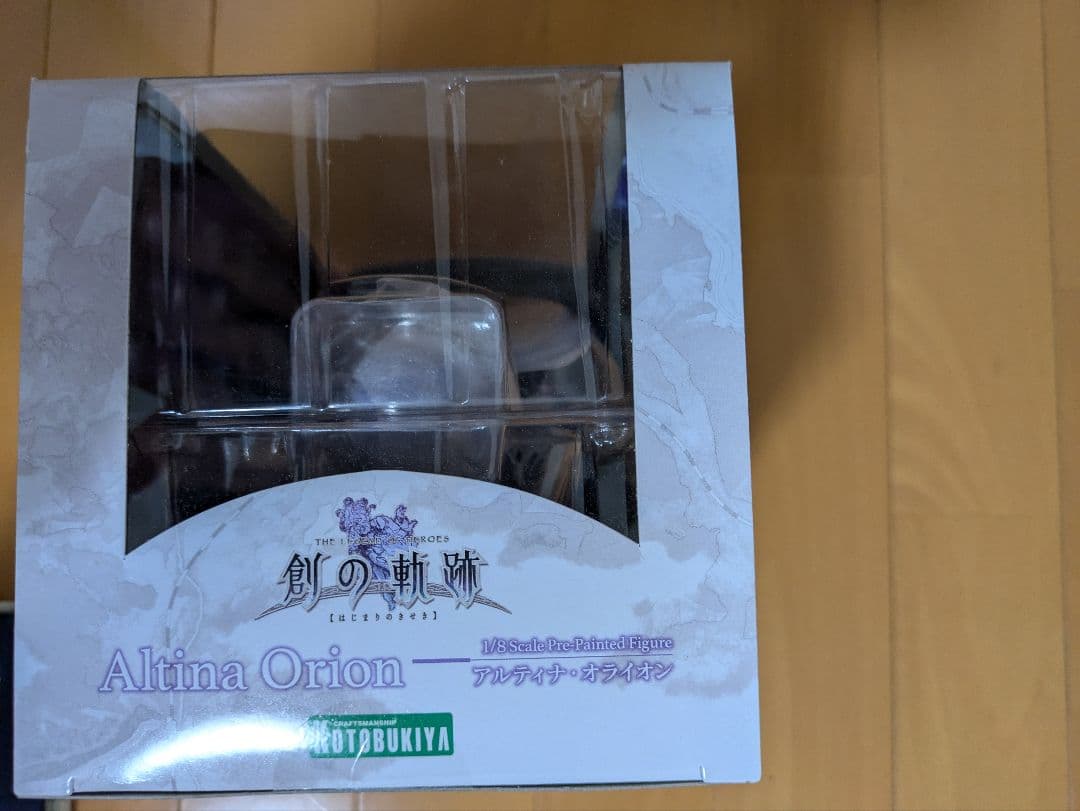 THE LEGEND OF HEROES
創の軌跡
【はじまりのきせき】
Altina Orion
1/8 Scale Pre-Painted Figure
アルティナ・オライオン
CRAFTSMANSHIP
KOTOBUKIYA